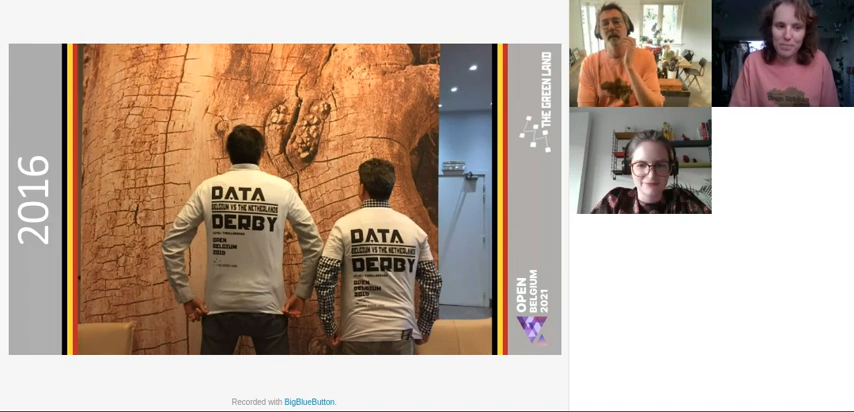 2016
DATA
BELGIUM VS THE NETHERLANDS
DERBY
OPEN
BELGIUM
2016
DATA
BELGIUM VS THE NETHERLANDS
DERBY
OPEN
BELGIUM
2016
THE GREEN LAND
OPEN
BELGIUM
2021
Recorded with BigBlueButton.